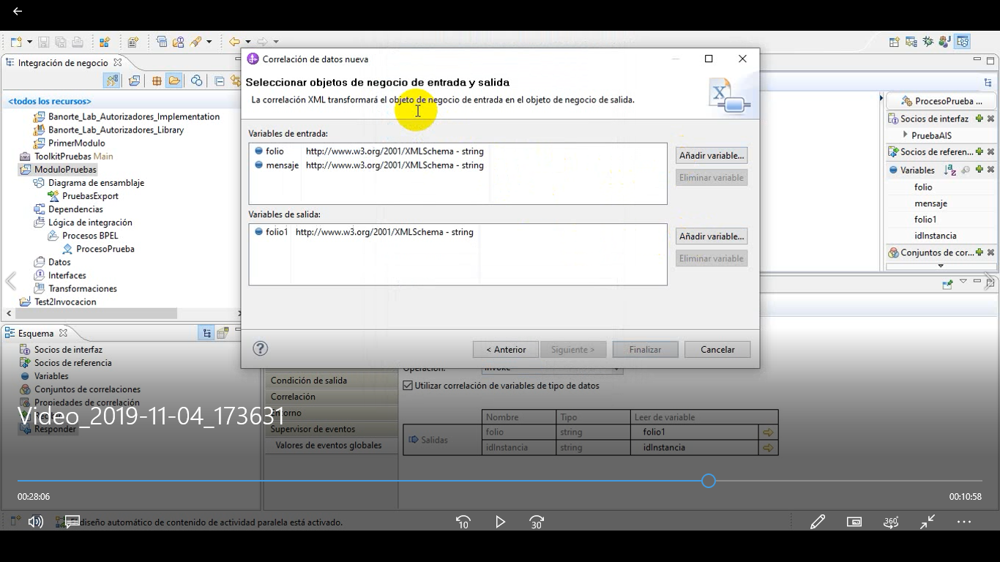 Integración de negocio
<todos los recursos>
Banorte_Lab_Autorizadores_Implementation
Banorte_Lab_Autorizadores_Library
PrimerModulo
ToolkitPruebas Main
ModuloPruebas
Diagrama de ensamblaje
PruebasExport
Dependencias
Lógica de integración
Procesos BPEL
ProcesoPrueba
Datos
Interfaces
Transformaciones
Test2Invocacion
Correlación de datos nueva
Seleccionar objetos de negocio de entrada y salida
La correlación XML transformará el objeto de negocio de entrada en el objeto de negocio de salida.
Variables de entrada:
folio http://www.w3.org/2001/XMLSchema - string
mensaje http://www.w3.org/2001/XMLSchema - string
Añadir variable...
Eliminar variable
Variables de salida:
folio1 http://www.w3.org/2001/XMLSchema - string
Añadir variable...
Eliminar variable
?
< Anterior
Siguiente >
Finalizar
Cancelar
ProcesoPrueba ...
Socios de interfaz
PruebaAIS
Socios de referen...
Variables
folio
mensaje
folio1
idInstancia
Conjuntos de cor...
Esquema
Socios de interfaz
Socios de referencia
Variables
Conjuntos de correlaciones
Propiedades de correlación
Responder
Video_2019-11-04_173631
Condición de salida
Correlación
Entorno
Supervisor de eventos
Valores de eventos globales
Operación:
invoke
Utilizar correlación de variables de tipo de datos
Nombre Tipo Leer de variable
Salidas
folio string folio1
idInstancia string idInstancia
00:28:06
00:10:58
diseño automático de contenido de actividad paralela está activado.
10
30
360